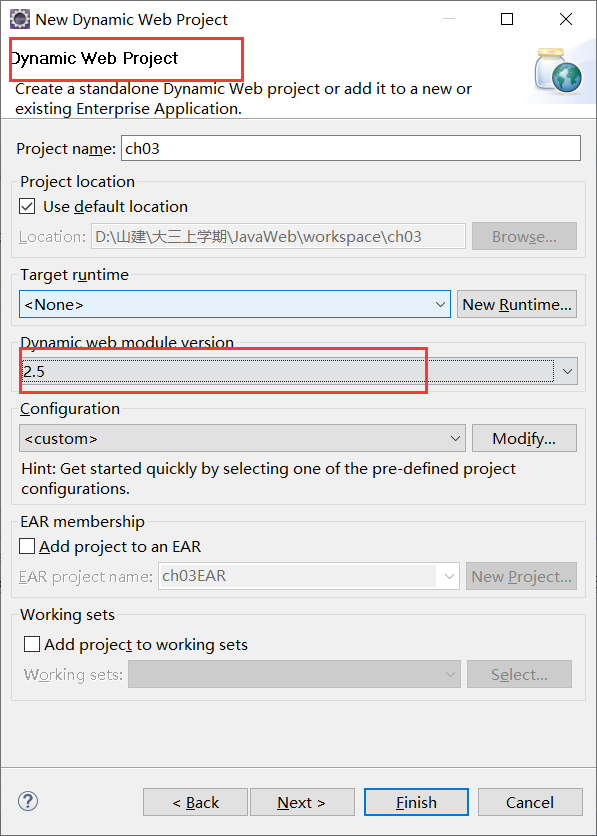 New Dynamic Web Project
Dynamic Web Project
Create a standalone Dynamic Web project or add it to a new or
existing Enterprise Application.
Project name: ch03
Project location
Use default location
Location: D:\山建\大三上学期\JavaWeb\workspace\ch03 Browse...
Target runtime
<None> New Runtime...
Dynamic web module version
2.5
Configuration
<custom> Modify...
Hint: Get started quickly by selecting one of the pre-defined project
configurations.
EAR membership
Add project to an EAR
EAR project name: ch03EAR New Project...
Working sets
Add project to working sets
Working sets: Select...
? < Back Next > Finish Cancel